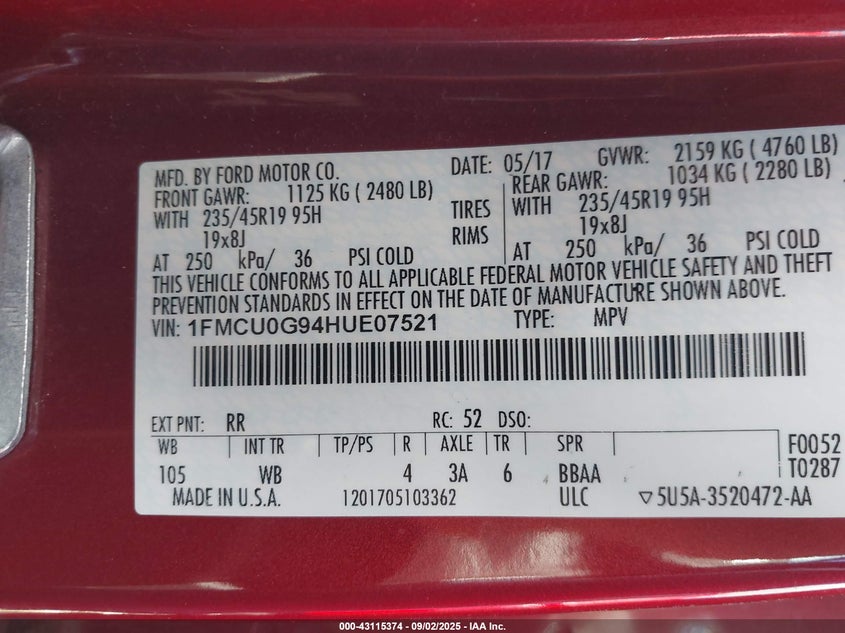 MFD. BY FORD MOTOR CO. DATE: 05/17 GVWR: 2159 KG ( 4760 LB)
FRONT GAWR: 1125 KG ( 2480 LB) REAR GAWR: 1034 KG ( 2280 LB)
WITH 235/45R19 95H TIRES WITH 235/45R19 95H
19x8J RIMS 19x8J
AT 250 kPa/ 36 PSI COLD AT 250 kPa/ 36 PSI COLD
THIS VEHICLE CONFORMS TO ALL APPLICABLE FEDERAL MOTOR VEHICLE SAFETY AND THEFT
PREVENTION STANDARDS IN EFFECT ON THE DATE OF MANUFACTURE SHOWN ABOVE.
VIN: 1FMCU0G94HUE07521 TYPE: MPV
EXT PNT: RR RC: 52 DSO:
WB INT TR TP/PS R AXLE TR SPR F0052
105 WB 4 3A 6 BBAA T0287
MADE IN U.S.A. 1201705103362 ULC ▽5U5A-3520472-AA
000-43115374 - 09/02/2025 - IAA Inc.